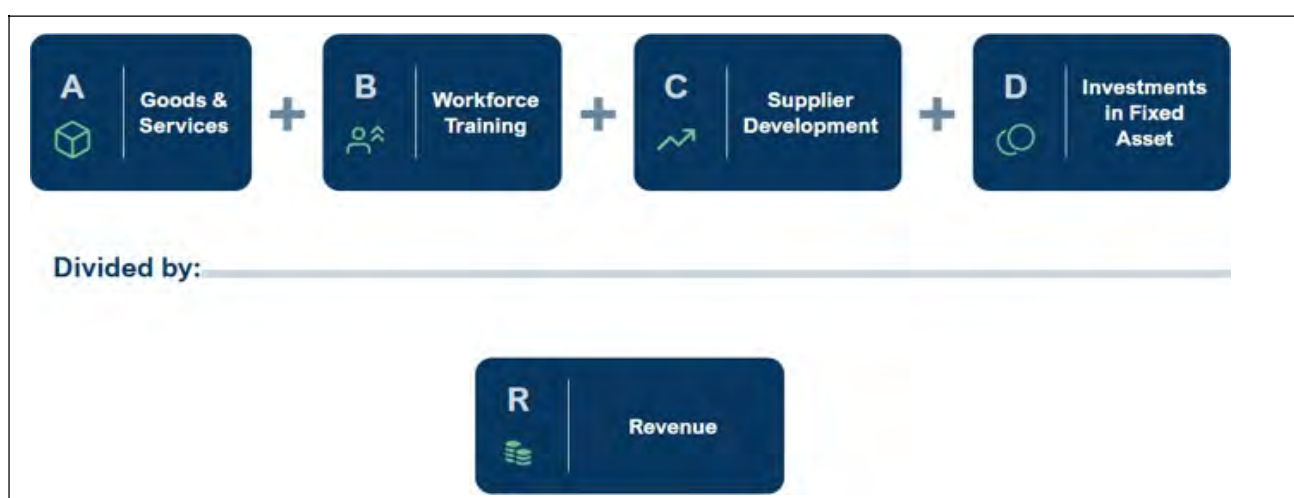 A
Goods &
Services
+
B
Workforce
Training
+
C
Supplier
Development
+
D
Investments
in Fixed
Asset
Divided by:
R
Revenue